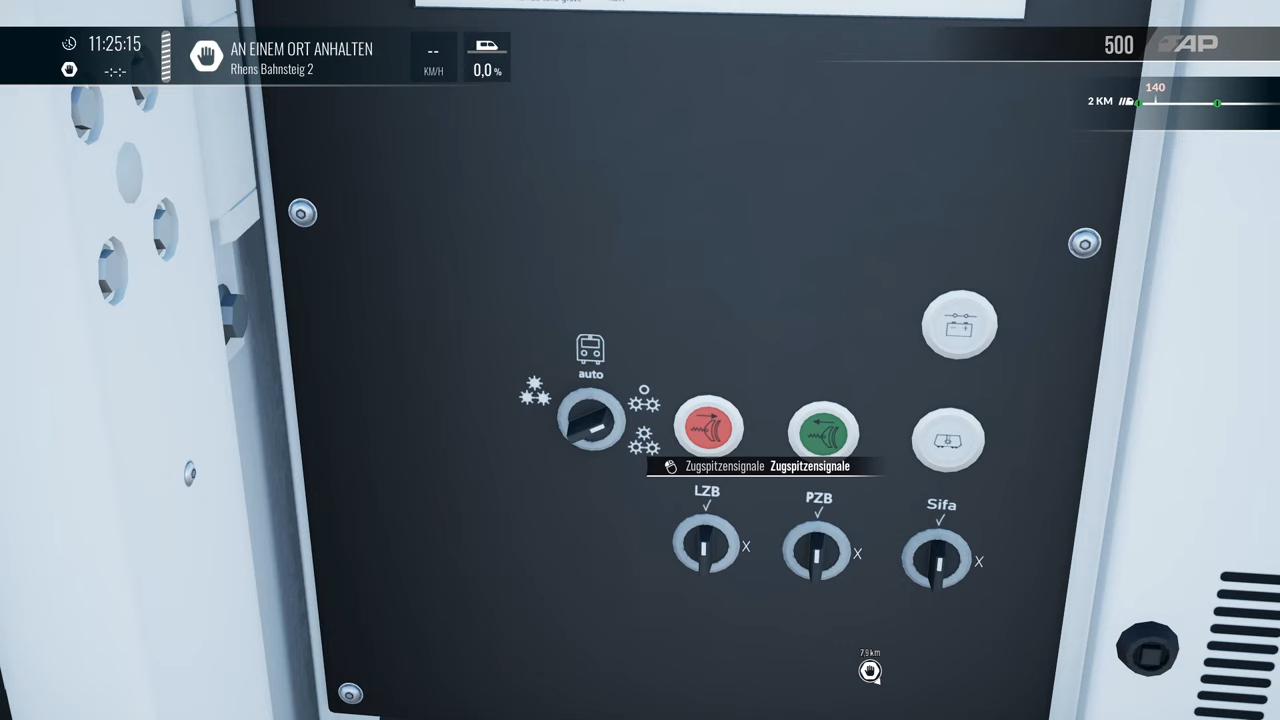 11:25:15
-:-:-
AN EINEM ORT ANHALTEN
Rhens Bahnsteig 2
--
KM/H
0,0 %
500 AP
140
2 KM
auto
Zugspitzensignale Zugspitzensignale
LZB
PZB
Sifa
X
X
X
7.9 km